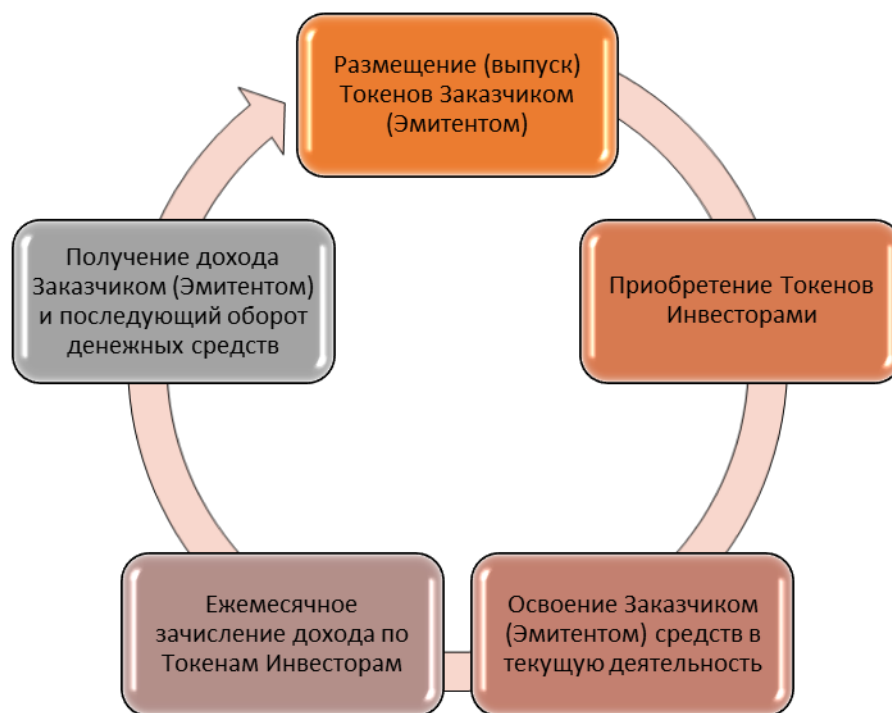 Размещение (выпуск)
Токенов Заказчиком
(Эмитентом)
Приобретение Токенов
Инвесторами
Освоение Заказчиком
(Эмитентом) средств в
текущую деятельность
Ежемесячное
зачисление дохода по
Токенам Инвесторам
Получение дохода
Заказчиком (Эмитентом)
и последующий оборот
денежных средств